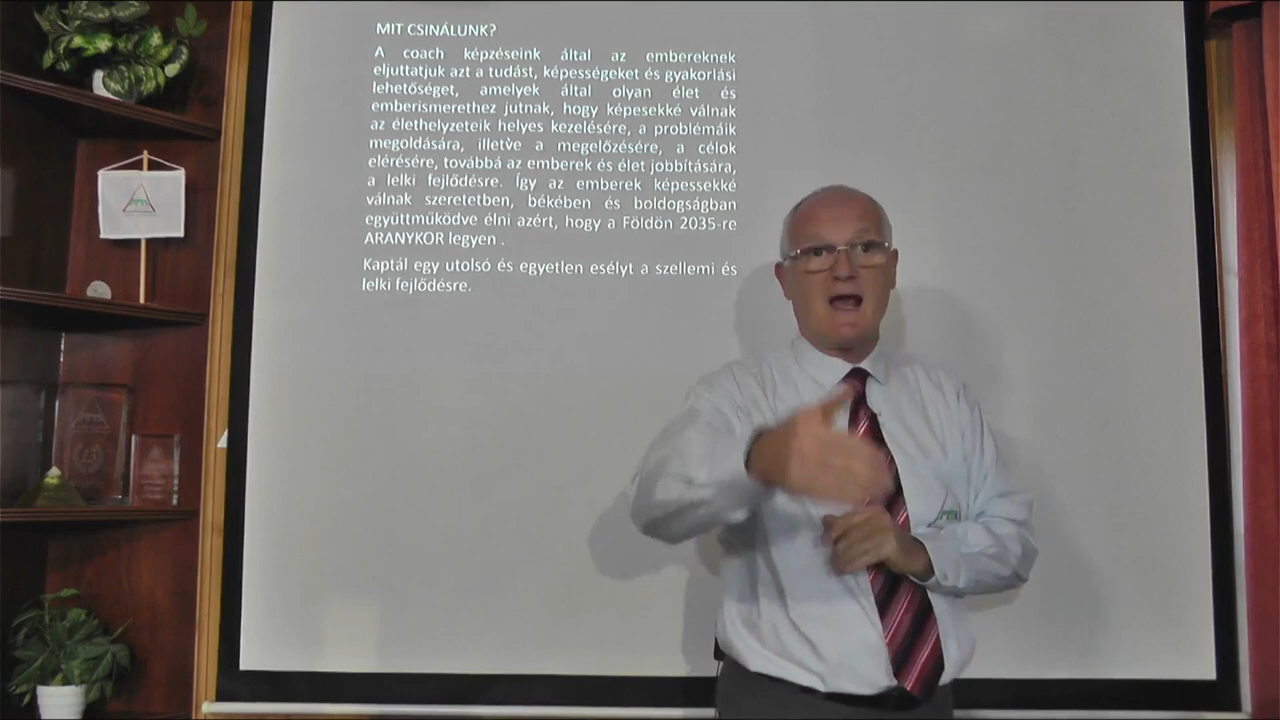 MIT CSINÁLUNK?
A coach képzéseink által az embereknek
eljuttatjuk azt a tudást, képességeket és gyakorlási
lehetőséget, amelyek által olyan élet és
emberismerethez jutnak, hogy képesekké válnak
az élethelyzeteik helyes kezelésére, a problémáik
megoldására, illetve a megelőzésére, a célok
elérésére, továbbá az emberek és élet jobbítására,
a lelki fejlődésre. Így az emberek képessekké
válnak szeretetben, békében és boldogságban
együttműködve élni azért, hogy a Földön 2035-re
ARANYKOR legyen .
Kaptál egy utolsó és egyetlen esélyt a szellemi és
lelki fejlődésre.
13